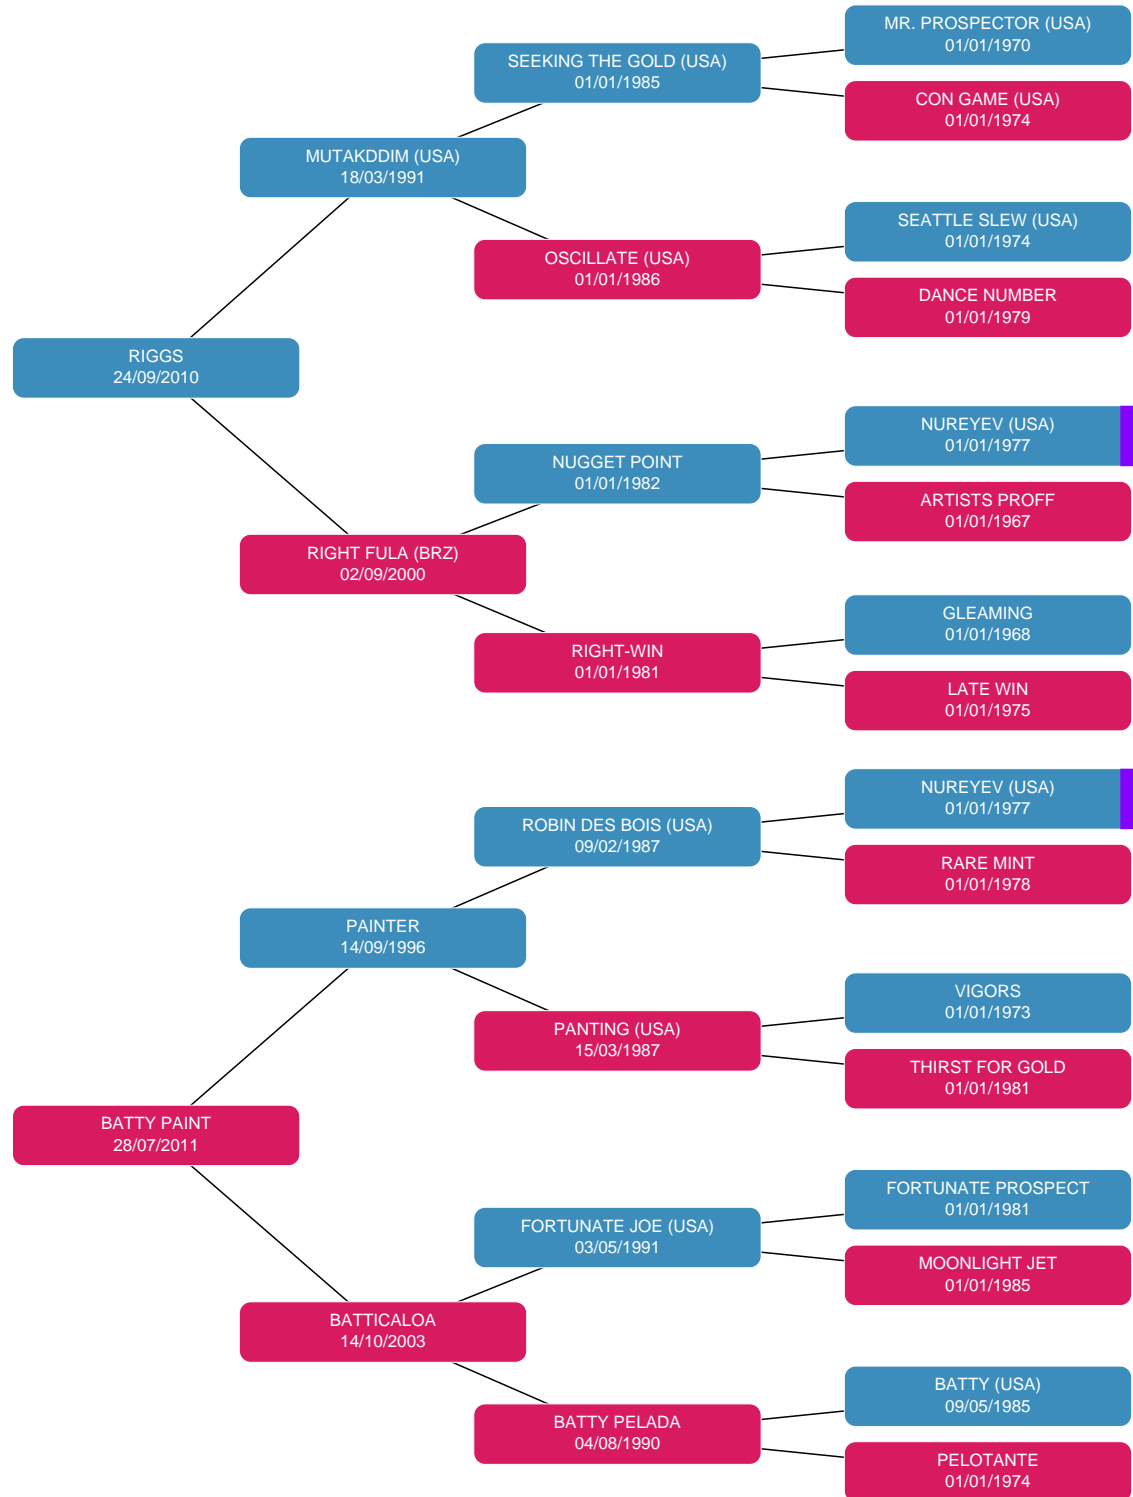 MR. PROSPECTOR (USA)
01/01/1970
SEEKING THE GOLD (USA)
01/01/1985
CON GAME (USA)
01/01/1974
MUTAKDDIM (USA)
18/03/1991
SEATTLE SLEW (USA)
01/01/1974
OSCILLATE (USA)
01/01/1986
DANCE NUMBER
01/01/1979
RIGGS
24/09/2010
NUREYEV (USA)
01/01/1977
NUGGET POINT
01/01/1982
ARTISTS PROFF
01/01/1967
RIGHT FULA (BRZ)
02/09/2000
GLEAMING
01/01/1968
RIGHT-WIN
01/01/1981
LATE WIN
01/01/1975
NUREYEV (USA)
01/01/1977
ROBIN DES BOIS (USA)
09/02/1987
RARE MINT
01/01/1978
PAINTER
14/09/1996
VIGORS
01/01/1973
PANTING (USA)
15/03/1987
THIRST FOR GOLD
01/01/1981
BATTY PAINT
28/07/2011
FORTUNATE PROSPECT
01/01/1981
FORTUNATE JOE (USA)
03/05/1991
MOONLIGHT JET
01/01/1985
BATTICALOA
14/10/2003
BATTY (USA)
09/05/1985
BATTY PELADA
04/08/1990
PELOTANTE
01/01/1974